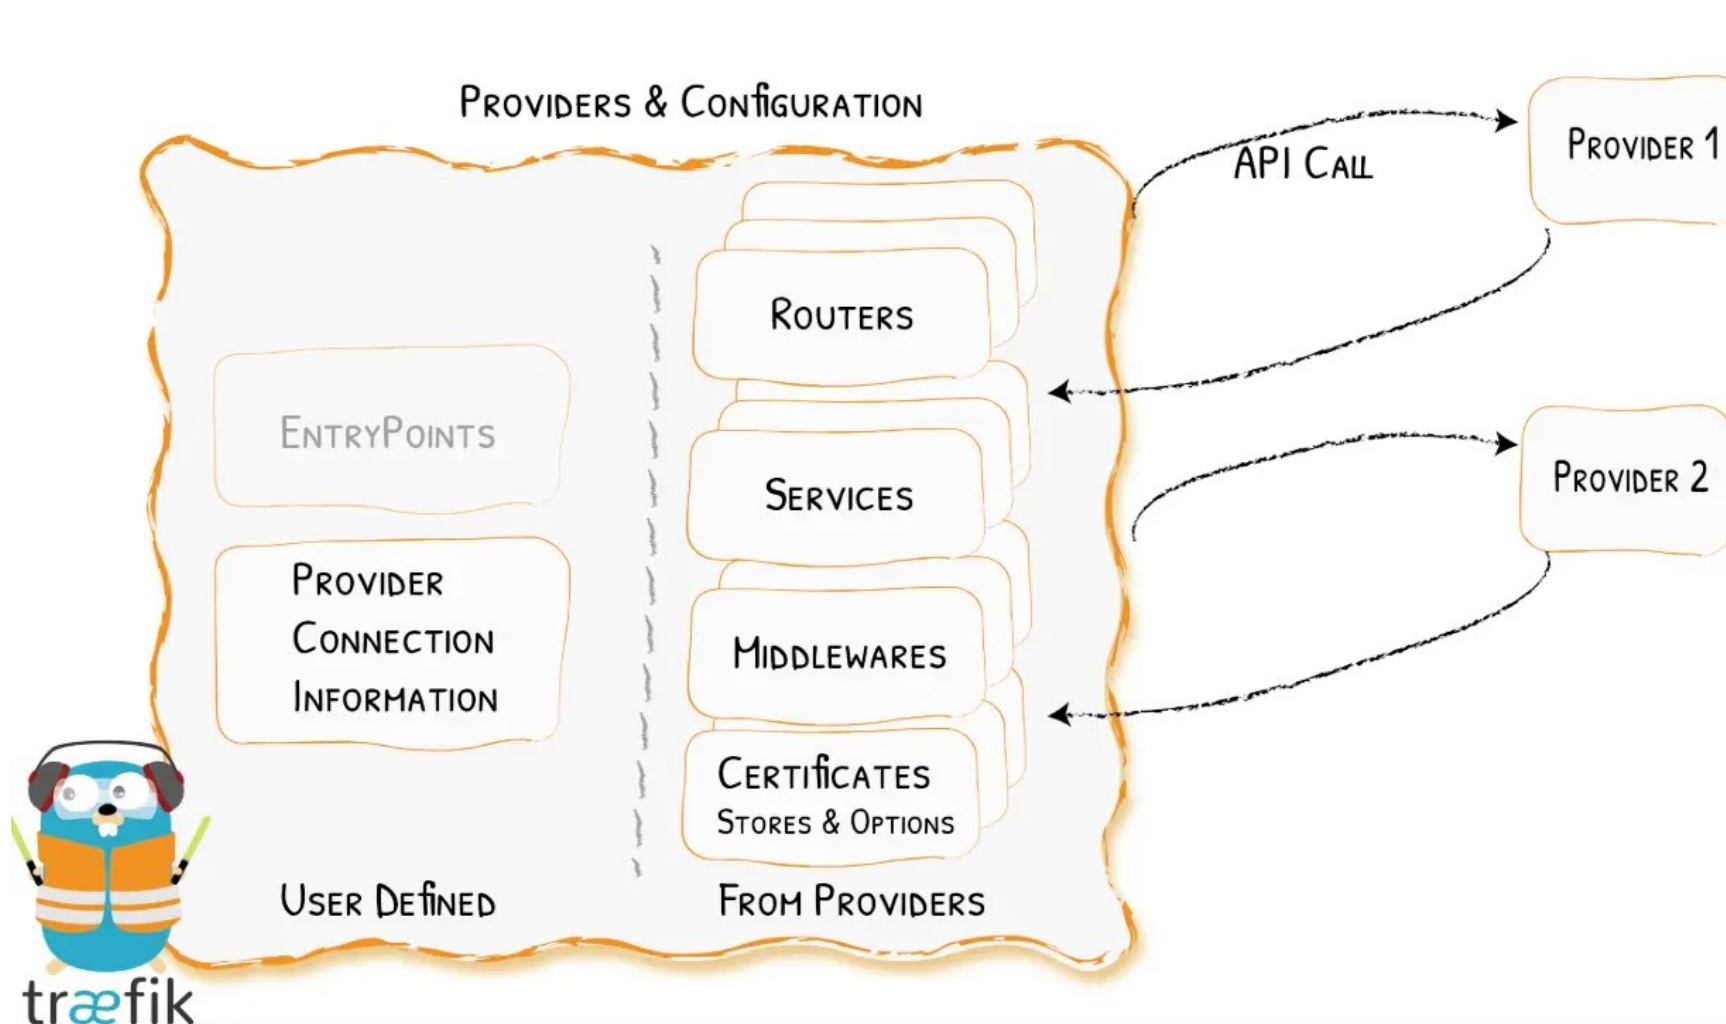 Providers & Configuration
API Call
Provider 1
Routers
EntryPoints
Services
Provider 2
Provider
Connection
Information
Middlewares
Certificates
Stores & Options
User Defined
From Providers
træfik